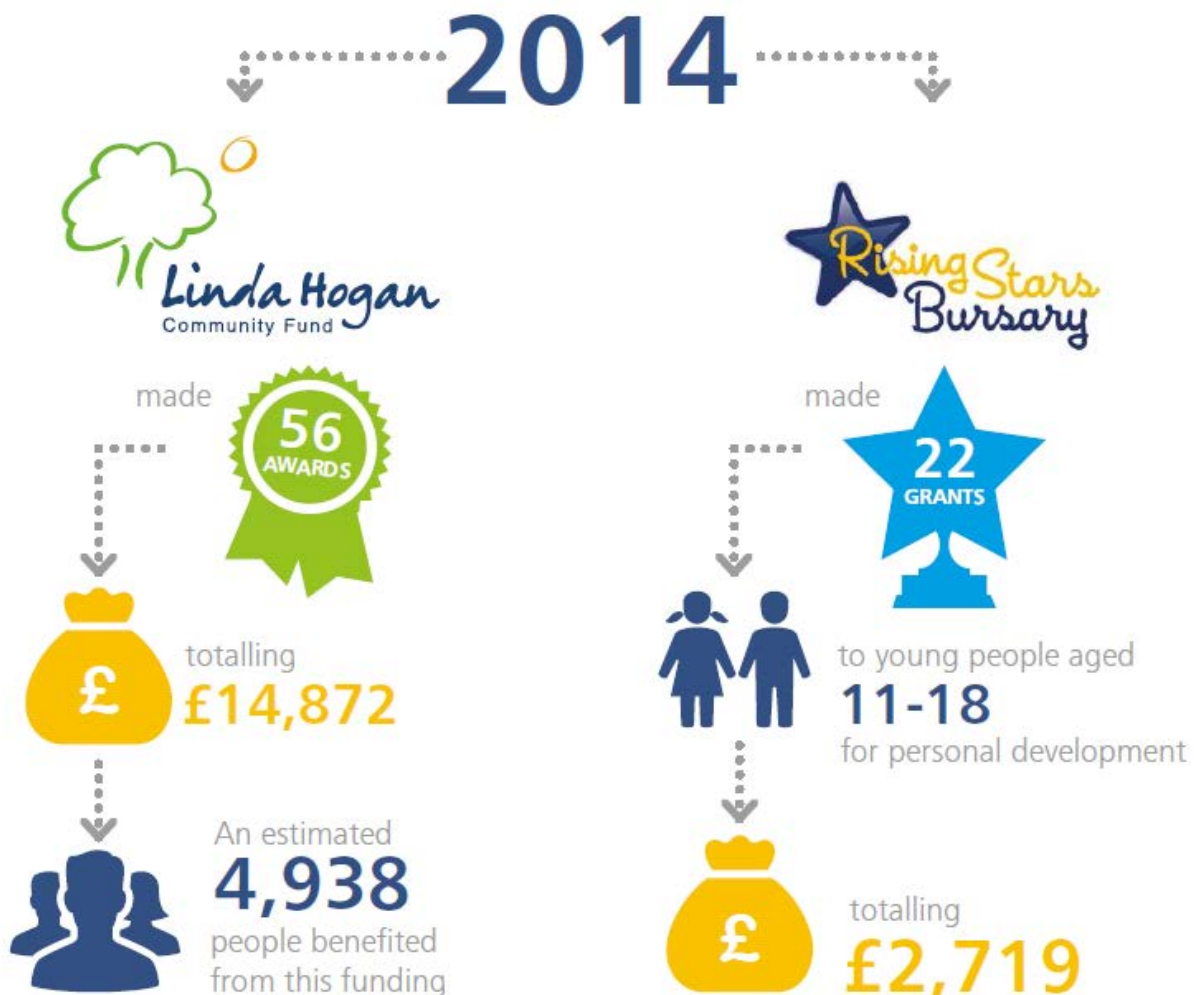 2014
Linda Hogan
Community Fund
made
56
AWARDS
£
totalling
£14,872
An estimated
4,938
people benefited
from this funding
Rising Stars
Bursary
made
22
GRANTS
to young people aged
11-18
for personal development
£
totalling
£2,719